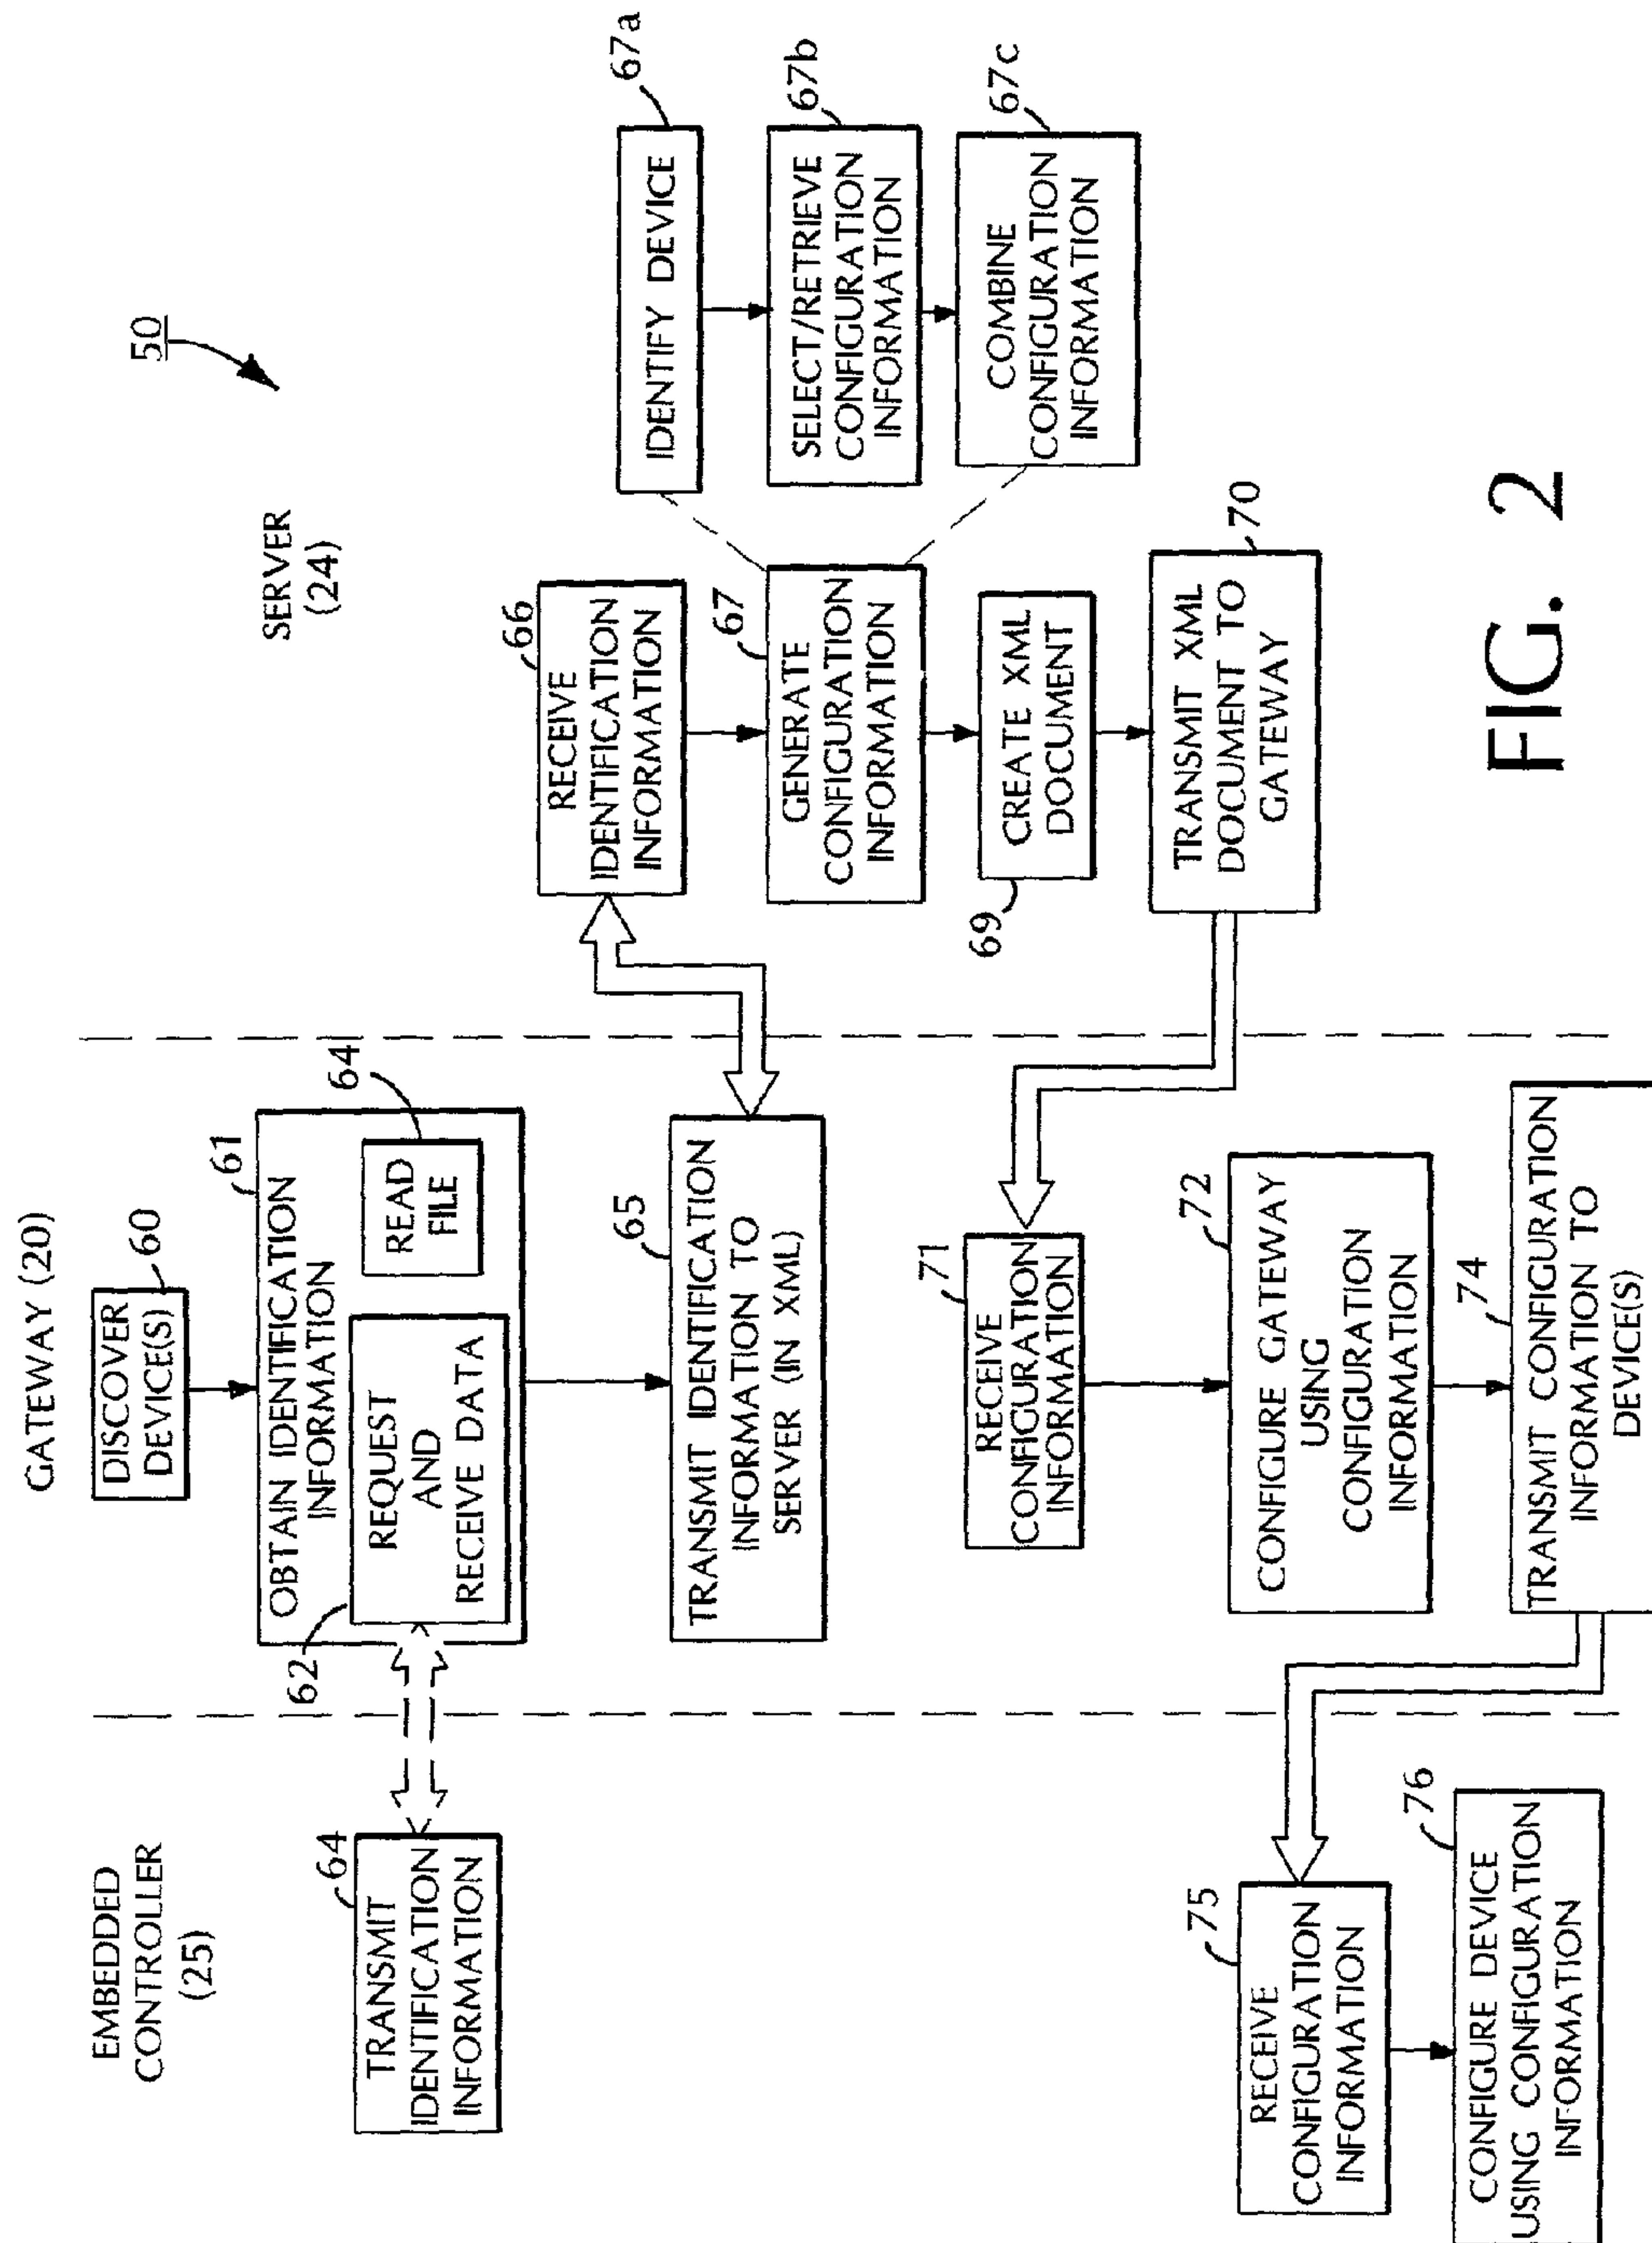 50
EMBEDDED
CONTROLLER
(25)
GATEWAY (20)
SERVER
(24)
DISCOVER
DEVICE(S)
60
OBTAIN IDENTIFICATION
INFORMATION
61
REQUEST
AND
RECEIVE DATA
62
READ
FILE
64
TRANSMIT
IDENTIFICATION
INFORMATION
64
TRANSMIT IDENTIFICATION
INFORMATION TO
SERVER (IN XML)
65
RECEIVE
IDENTIFICATION
INFORMATION
66
GENERATE
CONFIGURATION
INFORMATION
67
IDENTIFY DEVICE
67a
SELECT/RETRIEVE
CONFIGURATION
INFORMATION
67b
COMBINE
CONFIGURATION
INFORMATION
67c
CREATE XML
DOCUMENT
69
TRANSMIT XML
DOCUMENT TO
GATEWAY
70
RECEIVE
CONFIGURATION
INFORMATION
71
CONFIGURE GATEWAY
USING
CONFIGURATION
INFORMATION
72
TRANSMIT CONFIGURATION
INFORMATION TO
DEVICE(S)
74
RECEIVE
CONFIGURATION
INFORMATION
75
CONFIGURE DEVICE
USING CONFIGURATION
INFORMATION
76
FIG. 2